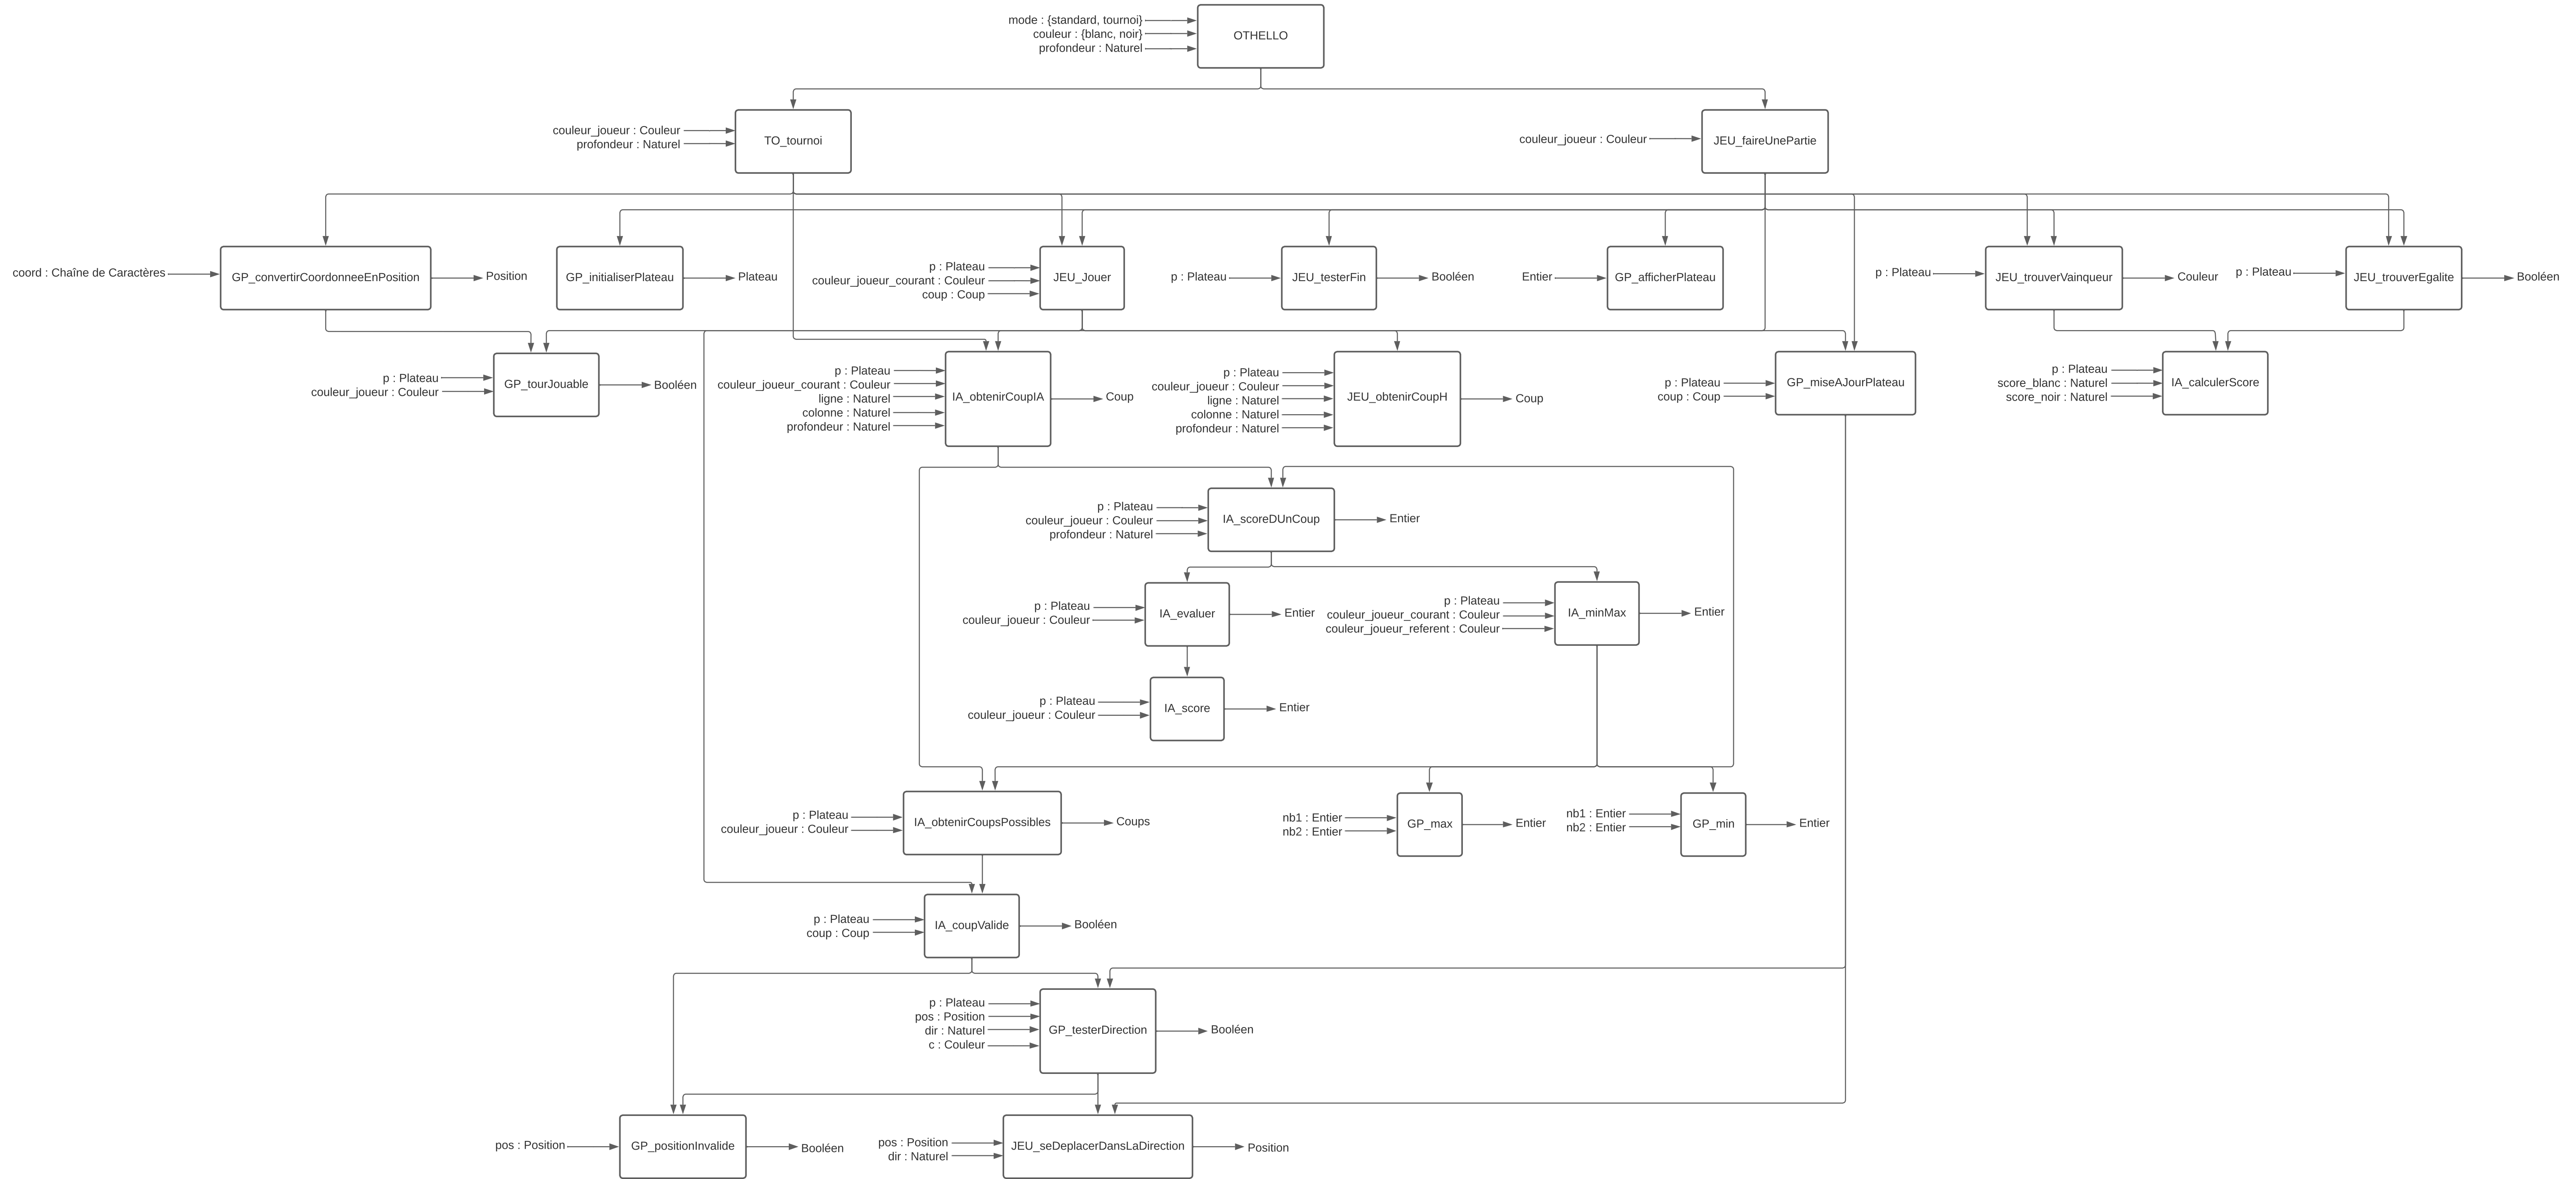 mode : {standard, tournoi}
couleur : {blanc, noir}
profondeur : Naturel
OTHELLO
couleur_joueur : Couleur
profondeur : Naturel
TO_tournoi
couleur_joueur : Couleur
JEU_faireUnePartie
coord : Chaîne de Caractères
GP_convertirCoordonneeEnPosition
Position
GP_initialiserPlateau
Plateau
p : Plateau
couleur_joueur_courant : Couleur
coup : Coup
JEU_Jouer
p : Plateau
JEU_testerFin
Booléen
Entier
GP_afficherPlateau
p : Plateau
JEU_trouverVainqueur
Couleur
p : Plateau
JEU_trouverEgalite
Booléen
p : Plateau
couleur_joueur : Couleur
GP_tourJouable
Booléen
p : Plateau
couleur_joueur_courant : Couleur
ligne : Naturel
colonne : Naturel
profondeur : Naturel
IA_obtenirCoupIA
Coup
p : Plateau
couleur_joueur : Couleur
ligne : Naturel
colonne : Naturel
profondeur : Naturel
JEU_obtenirCoupH
Coup
p : Plateau
coup : Coup
GP_miseAJourPlateau
p : Plateau
score_blanc : Naturel
score_noir : Naturel
IA_calculerScore
p : Plateau
couleur_joueur : Couleur
profondeur : Naturel
IA_scoreDUnCoup
Entier
p : Plateau
couleur_joueur : Couleur
IA_evaluer
Entier
p : Plateau
couleur_joueur_courant : Couleur
couleur_joueur_referent : Couleur
IA_minMax
Entier
p : Plateau
couleur_joueur : Couleur
IA_score
Entier
p : Plateau
couleur_joueur : Couleur
IA_obtenirCoupsPossibles
Coups
nb1 : Entier
nb2 : Entier
GP_max
Entier
nb1 : Entier
nb2 : Entier
GP_min
Entier
p : Plateau
coup : Coup
IA_coupValide
Booléen
p : Plateau
pos : Position
dir : Naturel
c : Couleur
GP_testerDirection
Booléen
pos : Position
GP_positionInvalide
Booléen
pos : Position
dir : Naturel
JEU_seDeplacerDansLaDirection
Position